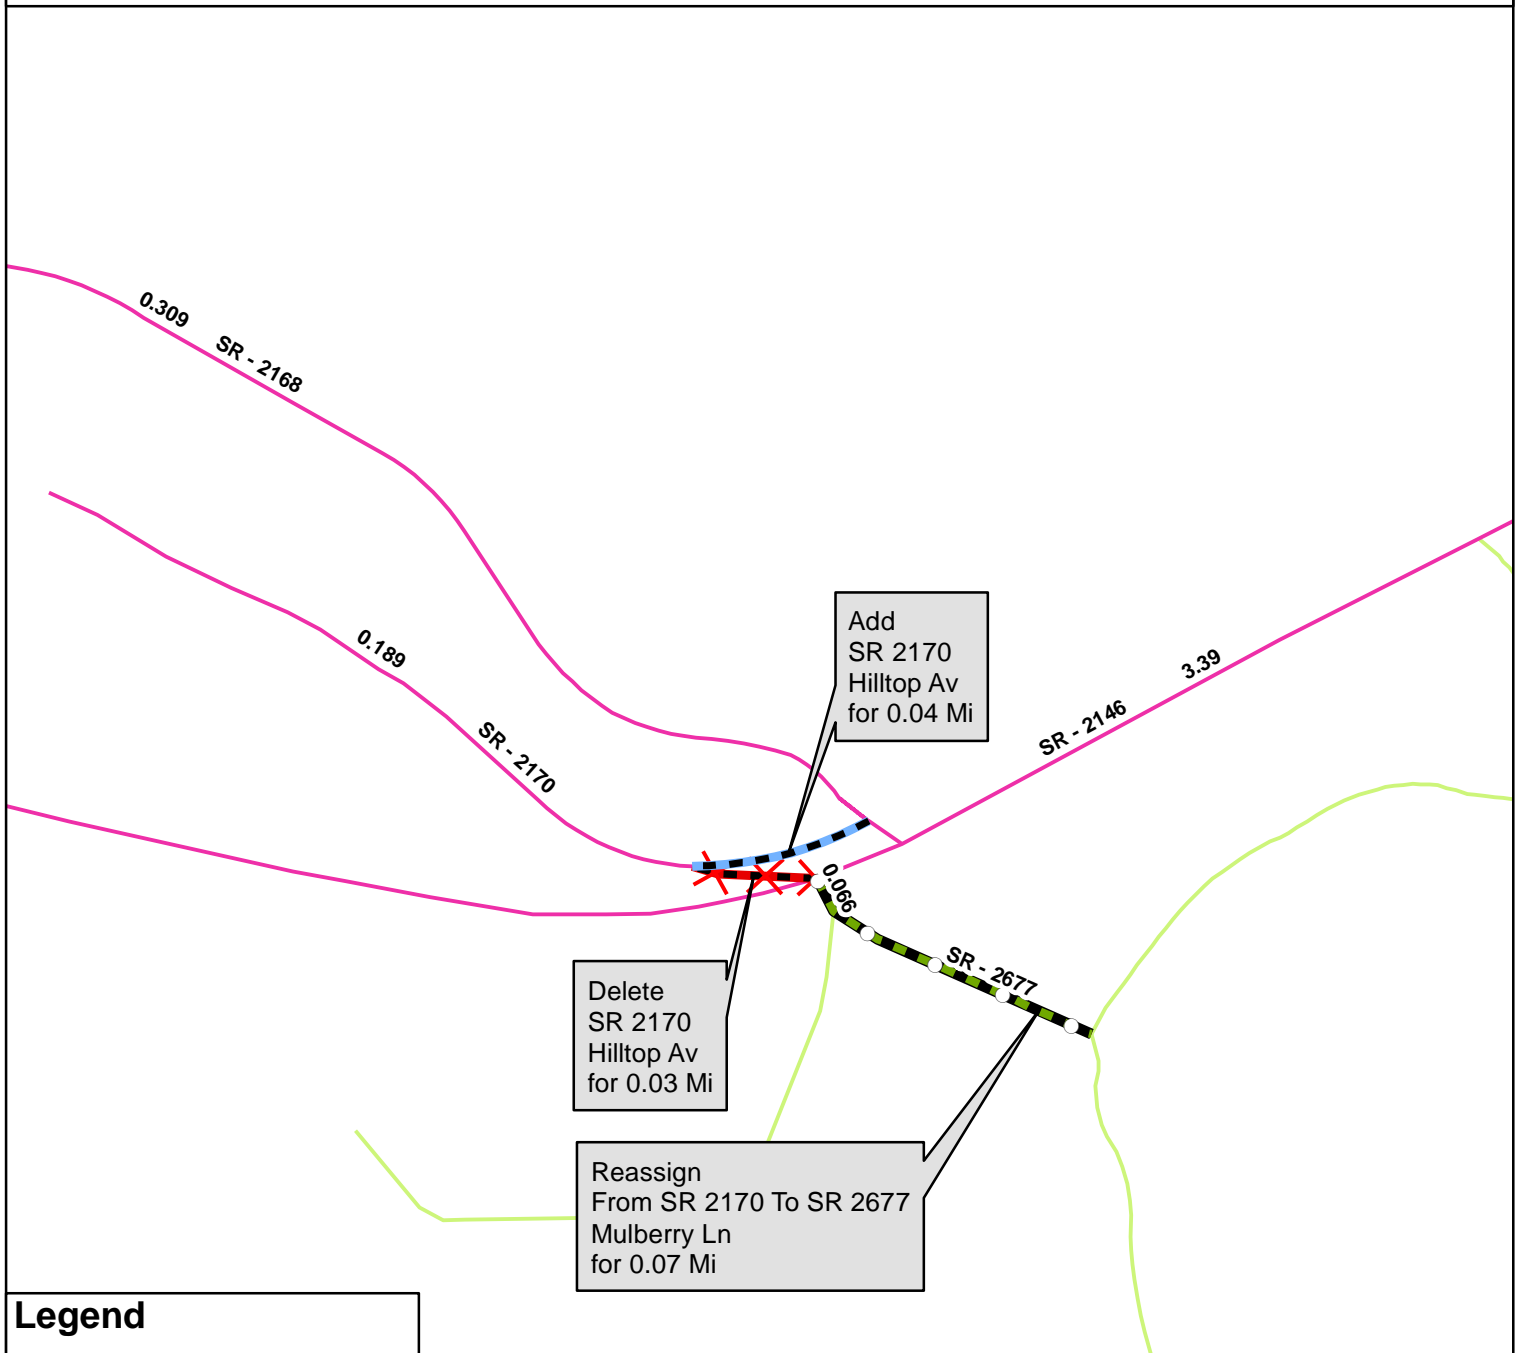 0.309
SR - 2168
0.189
SR - 2170
Add
SR 2170
Hilltop Av
for 0.04 Mi
3.39
SR - 2146
0.066
SR - 2677
Delete
SR 2170
Hilltop Av
for 0.03 Mi
Reassign
From SR 2170 To SR 2677
Mulberry Ln
for 0.07 Mi
Legend